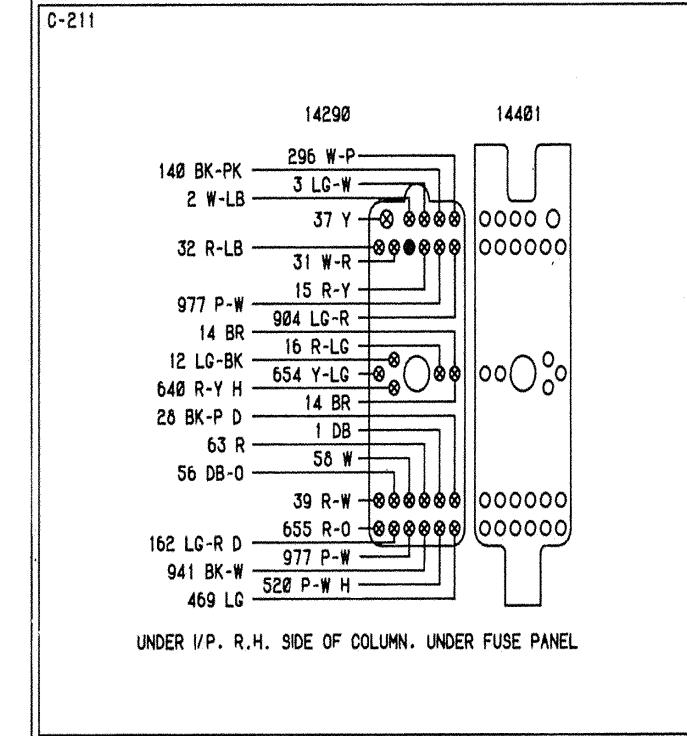 C-211
14290 14401
296 W-P
140 BK-PK
3 LG-W
2 W-LB
37 Y
32 R-LB
31 W-R
15 R-Y
977 P-W
904 LG-R
14 BR
16 R-LG
12 LG-BK
654 Y-LG
640 R-Y H
14 BR
28 BK-P D
1 DB
63 R
58 W
56 DB-O
39 R-W
655 R-O
162 LG-R D
977 P-W
941 BK-W
520 P-W H
469 LG
UNDER I/P. R.H. SIDE OF COLUMN. UNDER FUSE PANEL